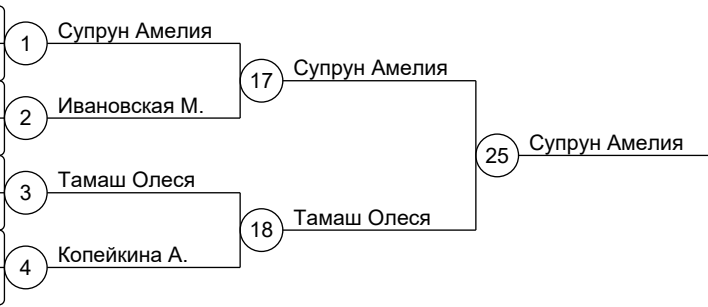 1 Супрун Амелия
17 Супрун Амелия
2 Ивановская М.
25 Супрун Амелия
3 Тамаш Олеся
18 Тамаш Олеся
4 Копейкина А.